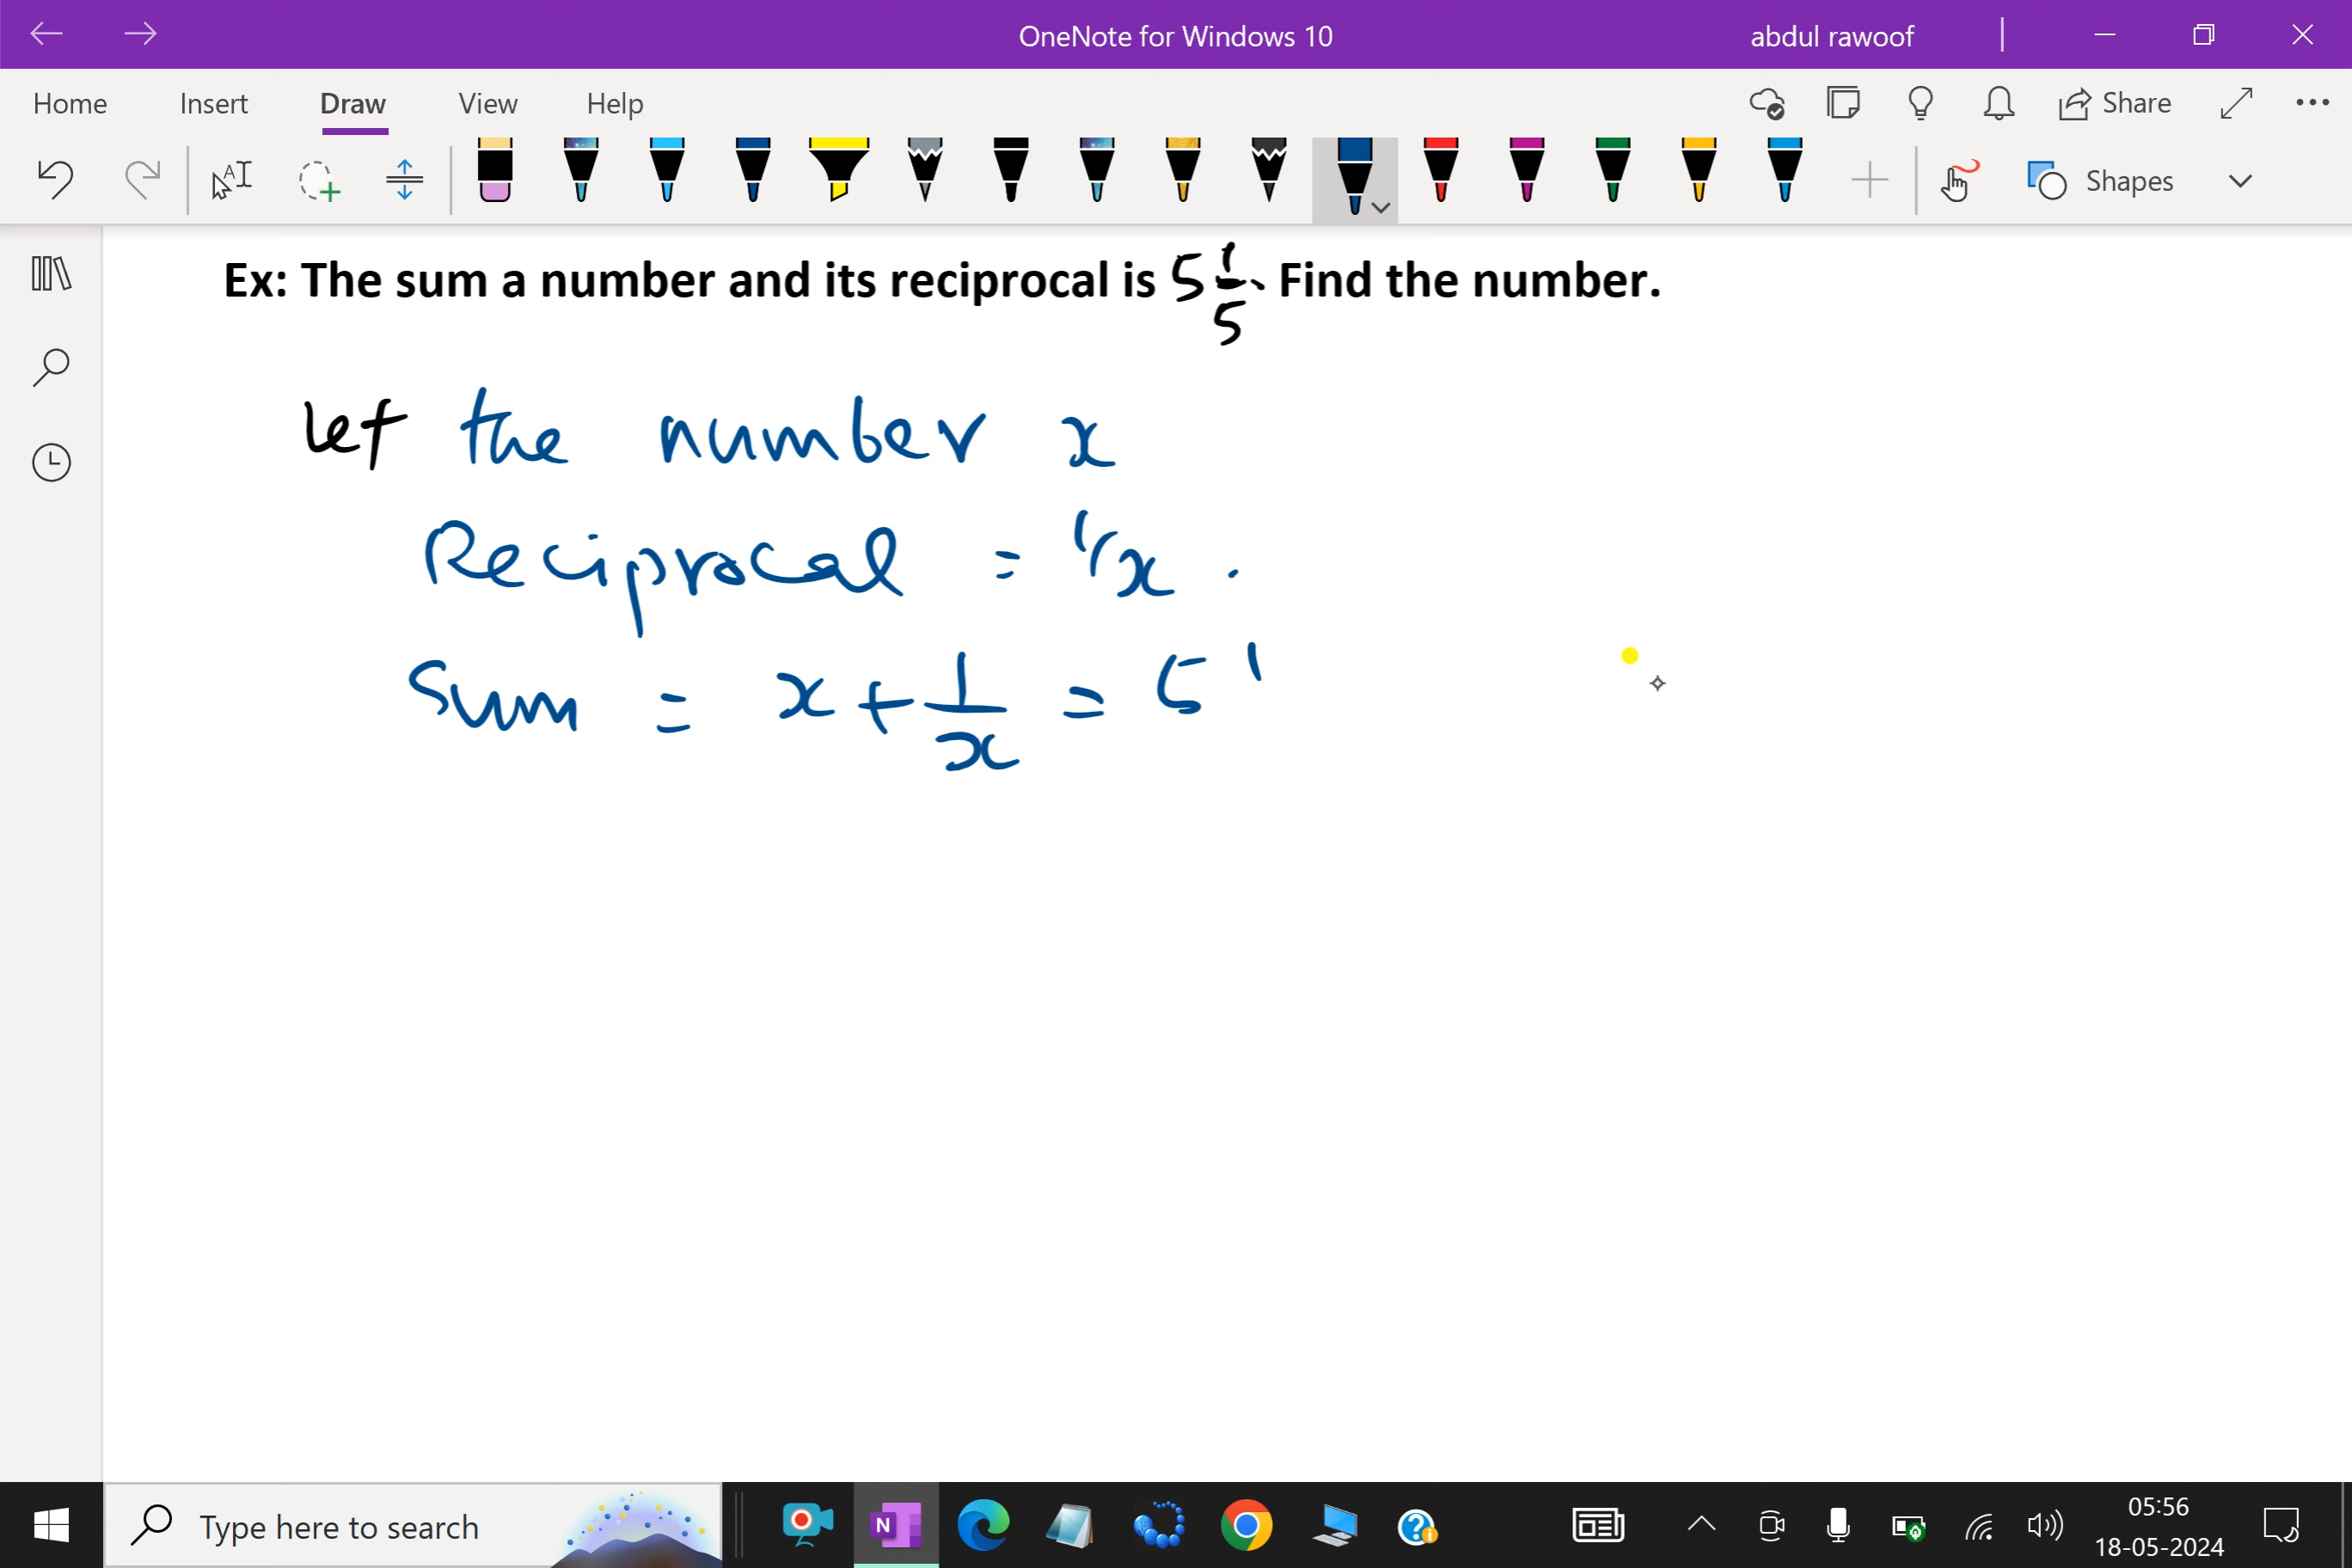 OneNote for Windows 10
abdul rawoof
Home Insert Draw View Help
Share
Shapes
Ex: The sum a number and its reciprocal is 5 1/5. Find the number.
Let the number x
Reciprocal = 1/x .
Sum = x + 1/x = 5 1
Type here to search
05:56
18-05-2024